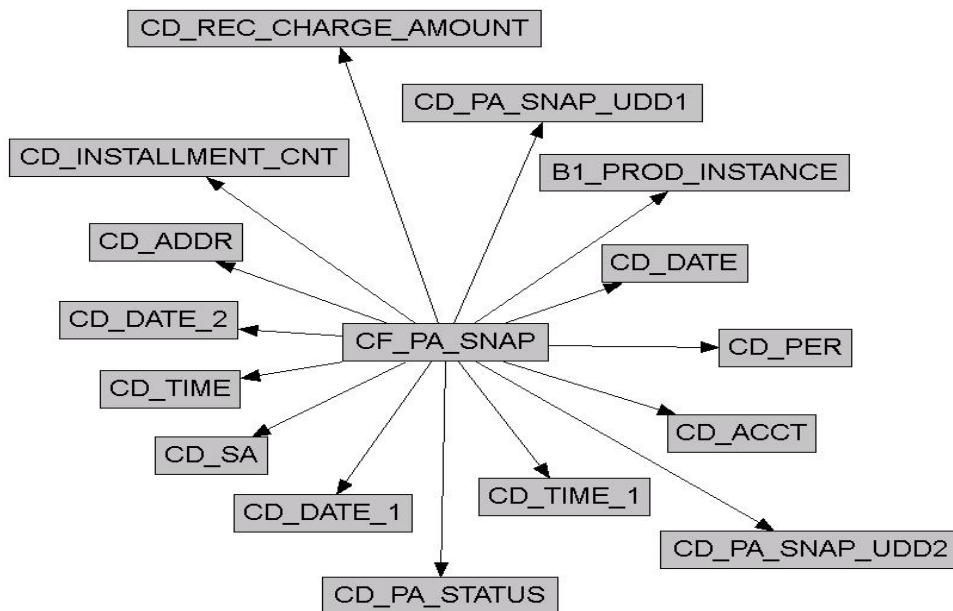 CD_REC_CHARGE_AMOUNT
CD_PA_SNAP_UDD1
CD_INSTALLMENT_CNT
B1_PROD_INSTANCE
CD_ADDR
CD_DATE
CD_DATE_2
CF_PA_SNAP
CD_PER
CD_TIME
CD_ACCT
CD_SA
CD_TIME_1
CD_DATE_1
CD_PA_SNAP_UDD2
CD_PA_STATUS